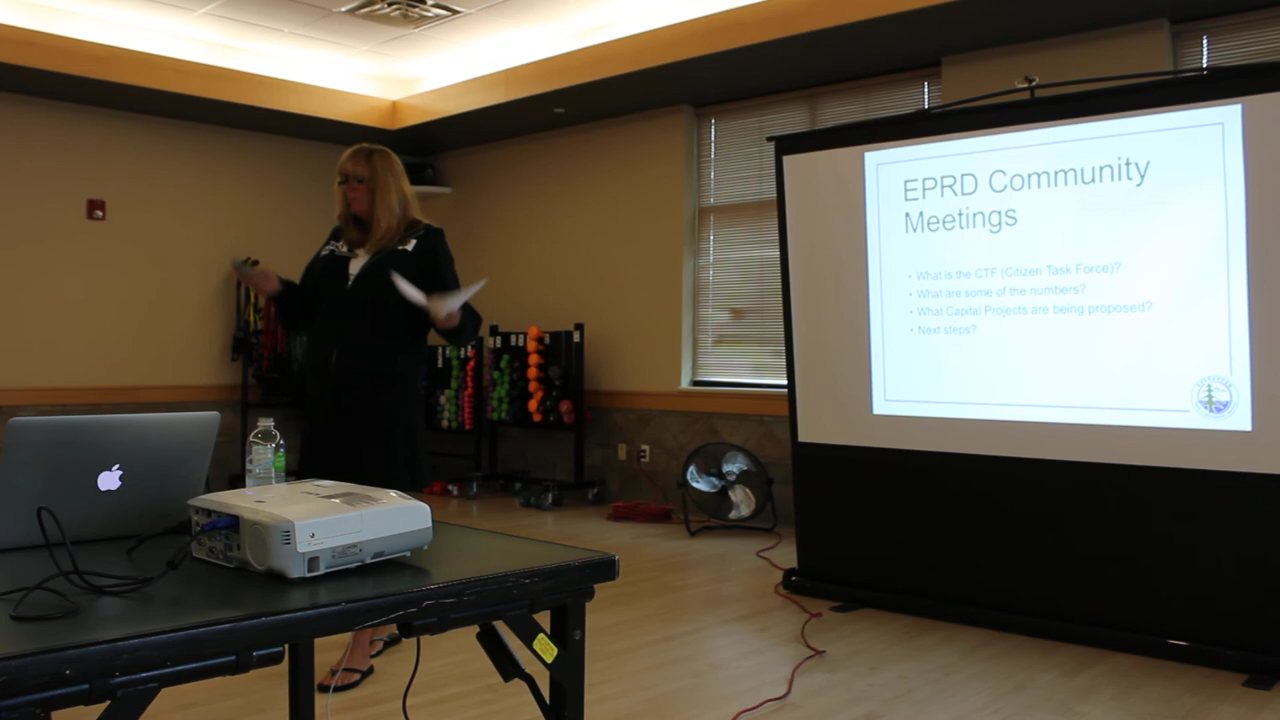 EPRD Community
Meetings
• What is the CTF (Citizen Task Force)?
• What are some of the numbers?
• What Capital Projects are being proposed?
• Next steps?